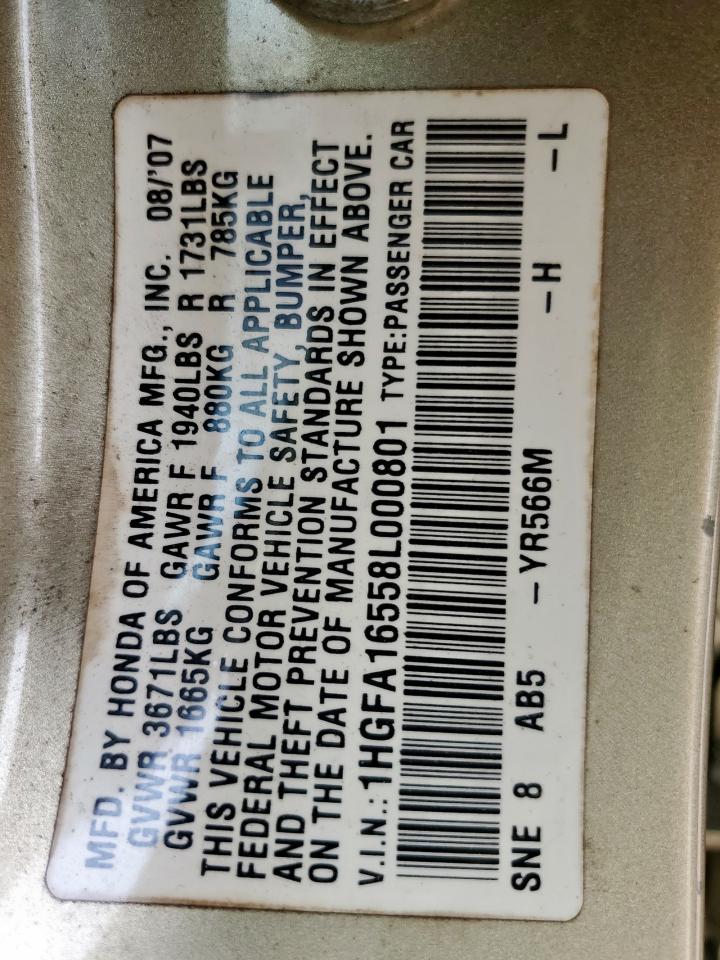 MFD. BY HONDA OF AMERICA MFG., INC. 08/'07
GVWR 3671LBS GAWR F 1940LBS R 1731LBS
GVWR 1665KG GAWR F 880KG R 785KG
THIS VEHICLE CONFORMS TO ALL APPLICABLE
FEDERAL MOTOR VEHICLE SAFETY, BUMPER,
AND THEFT PREVENTION STANDARDS IN EFFECT
ON THE DATE OF MANUFACTURE SHOWN ABOVE.
V.I.N.: 1HGFA16558L000801 TYPE:PASSENGER CAR
SNE 8 AB5 -YR566M -H -L